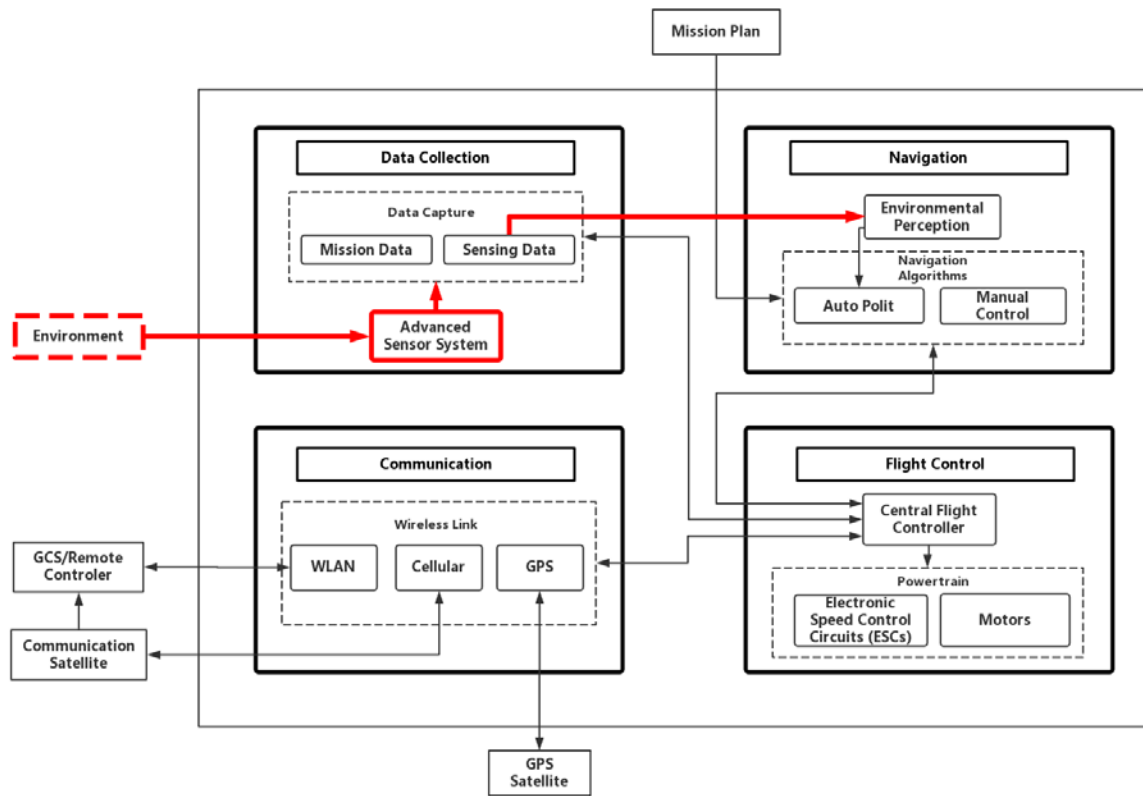 Mission Plan
Data Collection
Data Capture
Mission Data
Sensing Data
Advanced
Sensor System
Environment
Navigation
Environmental
Perception
Navigation
Algorithms
Auto Polit
Manual
Control
Communication
Wireless Link
WLAN
Cellular
GPS
GCS/Remote
Controler
Communication
Satellite
GPS
Satellite
Flight Control
Central Flight
Controller
Powertrain
Electronic
Speed Control
Circuits (ESCs)
Motors